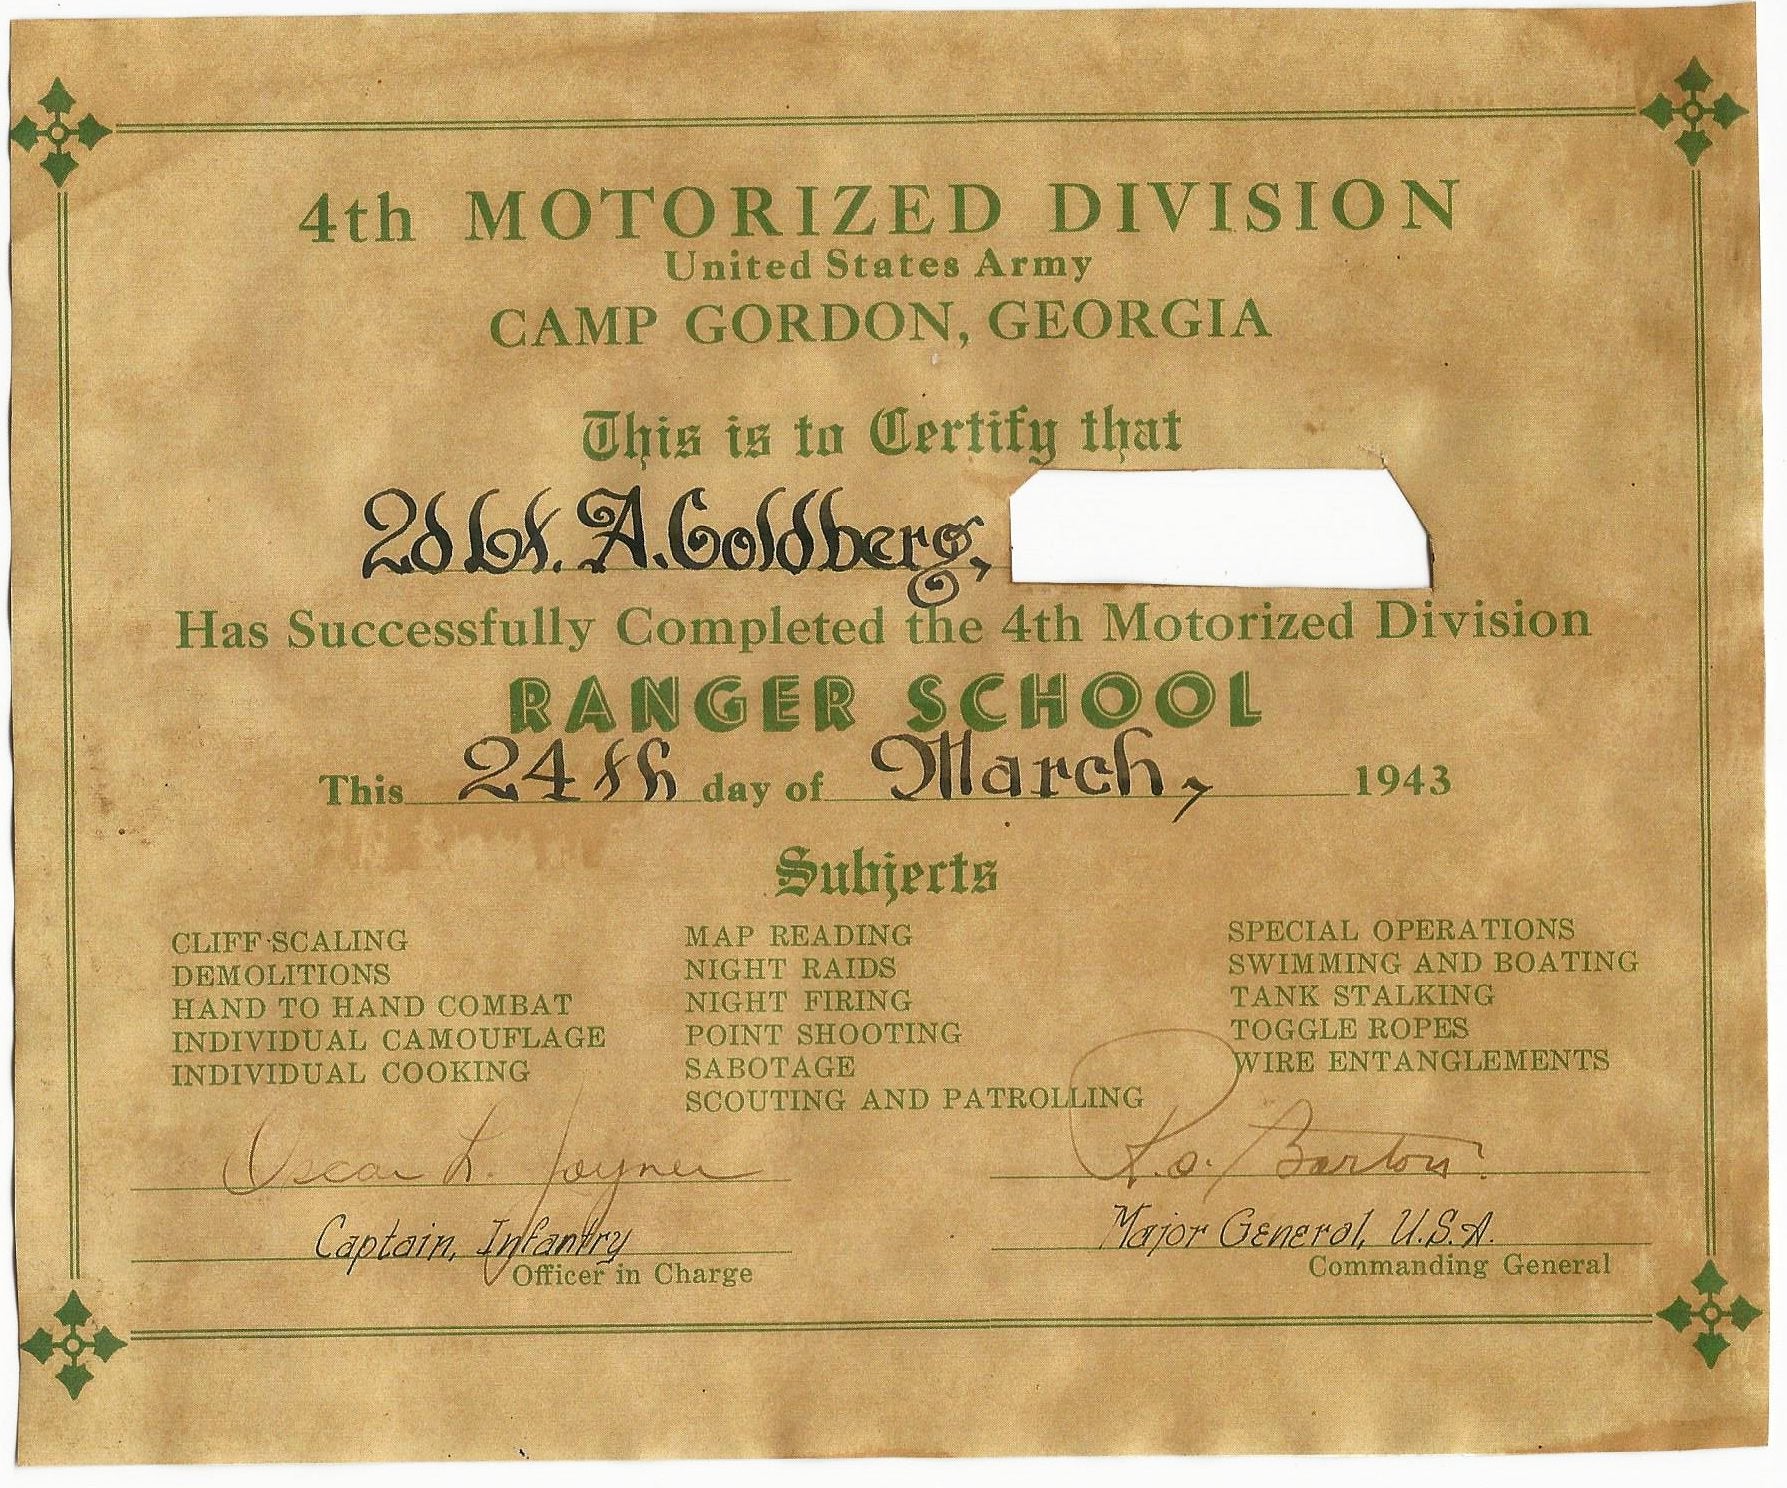 4th MOTORIZED DIVISION
United States Army
CAMP GORDON, GEORGIA
This is to Certify that
2d Lt. A. Goldberg,
Has Successfully Completed the 4th Motorized Division
RANGER SCHOOL
This 24th day of March, 1943
Subjects
CLIFF SCALING
DEMOLITIONS
HAND TO HAND COMBAT
INDIVIDUAL CAMOUFLAGE
INDIVIDUAL COOKING
MAP READING
NIGHT RAIDS
NIGHT FIRING
POINT SHOOTING
SABOTAGE
SCOUTING AND PATROLLING
SPECIAL OPERATIONS
SWIMMING AND BOATING
TANK STALKING
TOGGLE ROPES
WIRE ENTANGLEMENTS
Oscar L. Joyner
Captain, Infantry
Officer in Charge
R.O. Barton
Major General, U.S.A.
Commanding General